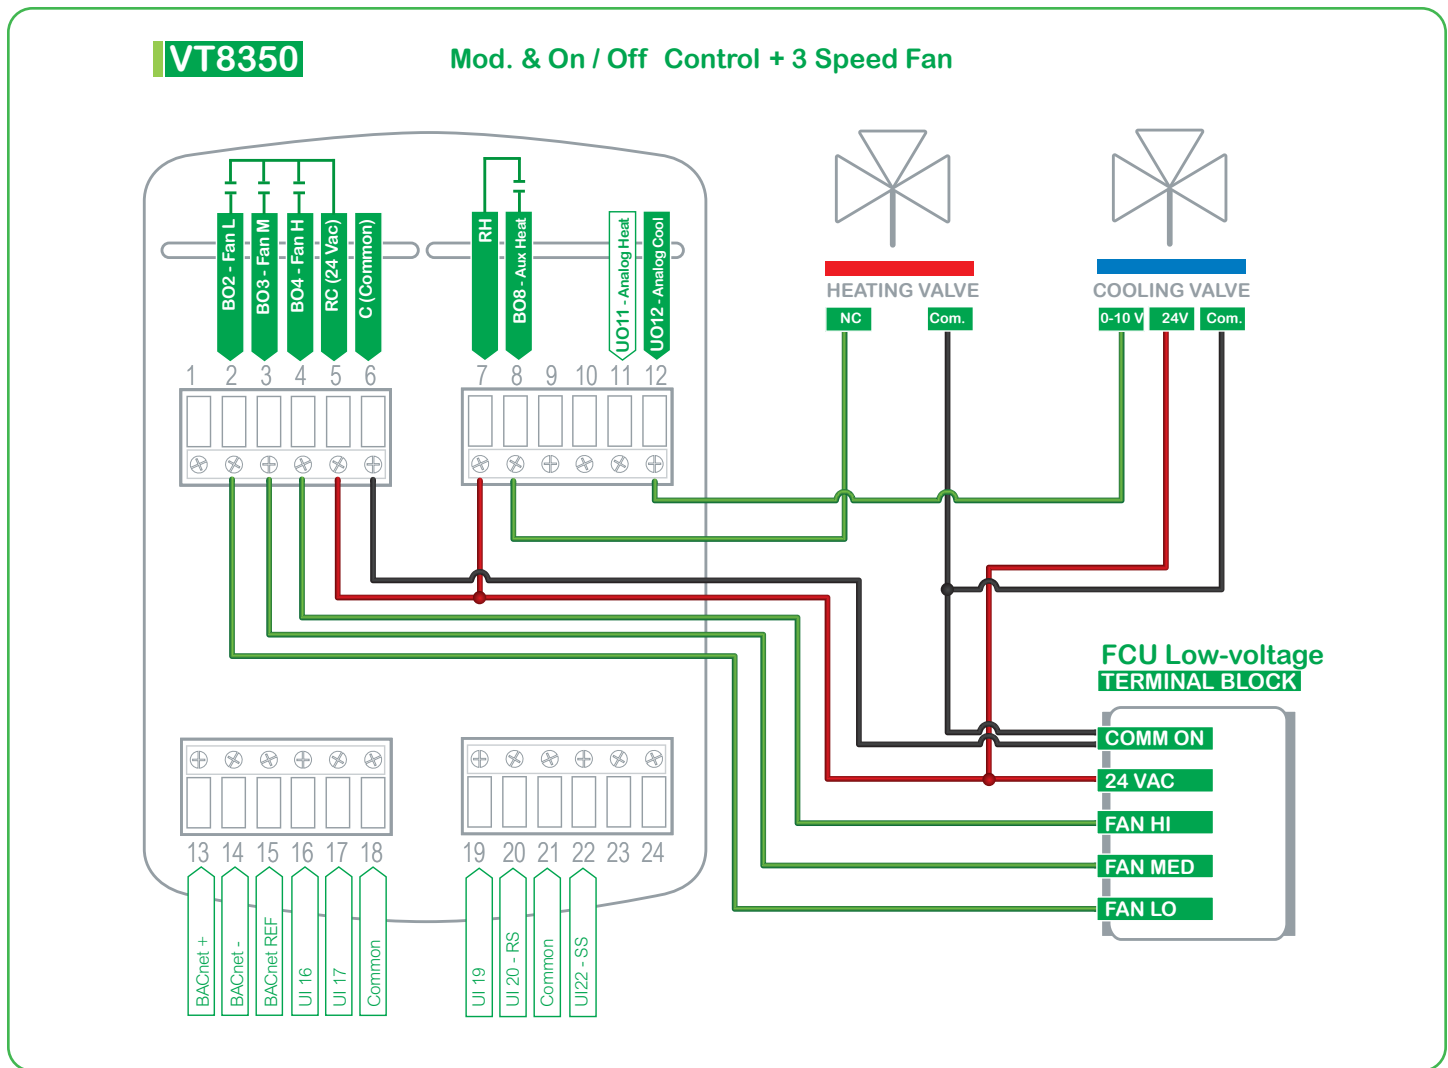 VT8350
Mod. & On / Off Control + 3 Speed Fan
BO2 - Fan L
BO3 - Fan M
BO4 - Fan H
RC (24 Vac)
C (Common)
RH
BO8 - Aux Heat
UO11 - Analog Heat
UO12 - Analog Cool
HEATING VALVE
COOLING VALVE
NC
Com.
0-10 V
24V
Com.
1 2 3 4 5 6
7 8 9 10 11 12
FCU Low-voltage
TERMINAL BLOCK
COMM ON
24 VAC
FAN HI
FAN MED
FAN LO
13 14 15 16 17 18
19 20 21 22 23 24
BACnet +
BACnet -
BACnet REF
UI 16
UI 17
Common
UI 19
UI 20 - RS
Common
UI22 - SS